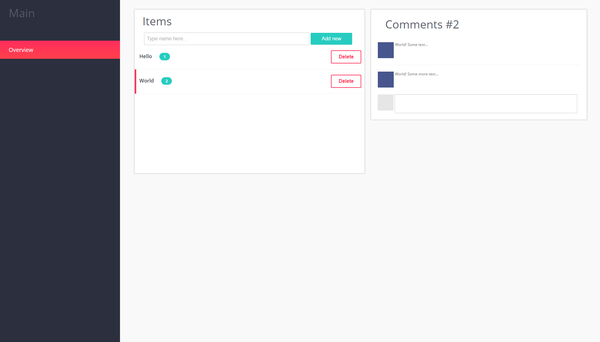 Main
Overview
Items
Type name here...
Add new
Hello
Delete
World
2
Delete
Comments #2
World! Some text...
World! Some more text...